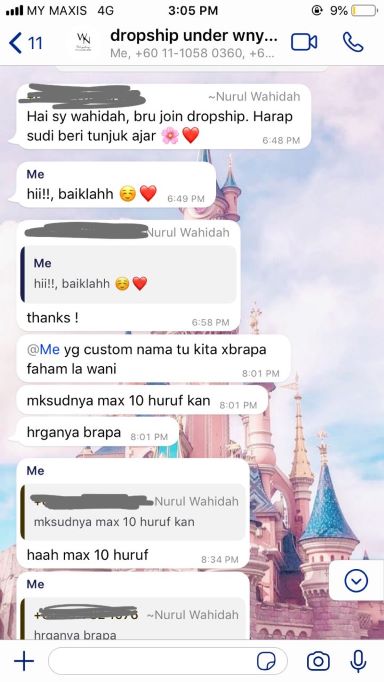 MY MAXIS 4G
3:05 PM
9%
11
WN
dropship under wny...
Me, +60 11-1058 0360, +6...
~Nurul Wahidah
Hai sy wahidah, bru join dropship. Harap
sudi beri tunjuk ajar 🌸❤️
6:48 PM
Me
hii!!, baiklahh ☺️❤️
6:49 PM
Nurul Wahidah
Me
hii!!, baiklahh ☺️❤️
thanks !
6:58 PM
@Me yg custom nama tu kita xbrapa
faham la wani
8:01 PM
mksudnya max 10 huruf kan
8:01 PM
hrganya brapa
8:01 PM
Me
Nurul Wahidah
mksudnya max 10 huruf kan
haah max 10 huruf
8:34 PM
Me
~Nurul Wahidah
hrganya brapa